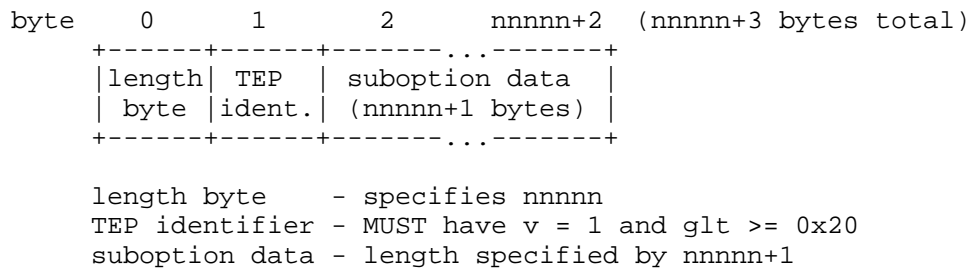 byte    0      1       2      nnnnn+2  (nnnnn+3 bytes total)
     +------+------+-------...-------+
     |length| TEP  | suboption data  |
     | byte |ident.| (nnnnn+1 bytes) |
     +------+------+-------...-------+
     length byte    - specifies nnnnn
     TEP identifier - MUST have v = 1 and glt >= 0x20
     suboption data - length specified by nnnnn+1